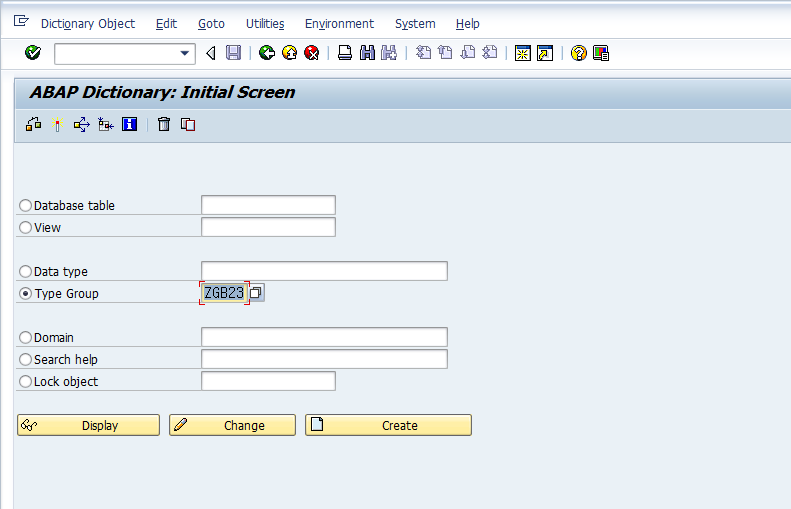 Dictionary Object Edit Goto Utilities Environment System Help
ABAP Dictionary: Initial Screen
Database table
View
Data type
Type Group ZGB23
Domain
Search help
Lock object
Display Change Create